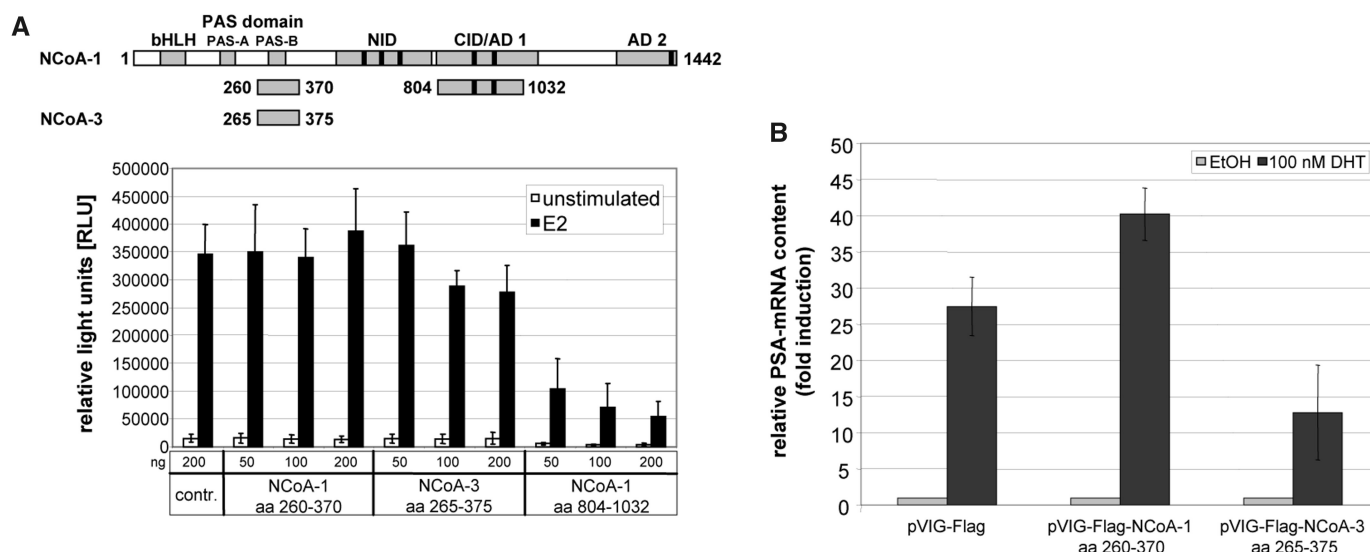 A
PAS domain
bHLH PAS-A PAS-B NID CID/AD 1 AD 2
NCoA-1 1 1442
260 370 804 1032
NCoA-3 265 375
relative light units [RLU]
500000
450000
400000
350000
300000
250000
200000
150000
100000
50000
0
unstimulated
E2
ng 200 50 100 200 50 100 200 50 100 200
contr. NCoA-1 NCoA-3 NCoA-1
aa 260-370 aa 265-375 aa 804-1032
B
relative PSA-mRNA content
(fold induction)
50
45
40
35
30
25
20
15
10
5
0
EtOH 100 nM DHT
pVIG-Flag pVIG-Flag-NCoA-1 pVIG-Flag-NCoA-3
aa 260-370 aa 265-375